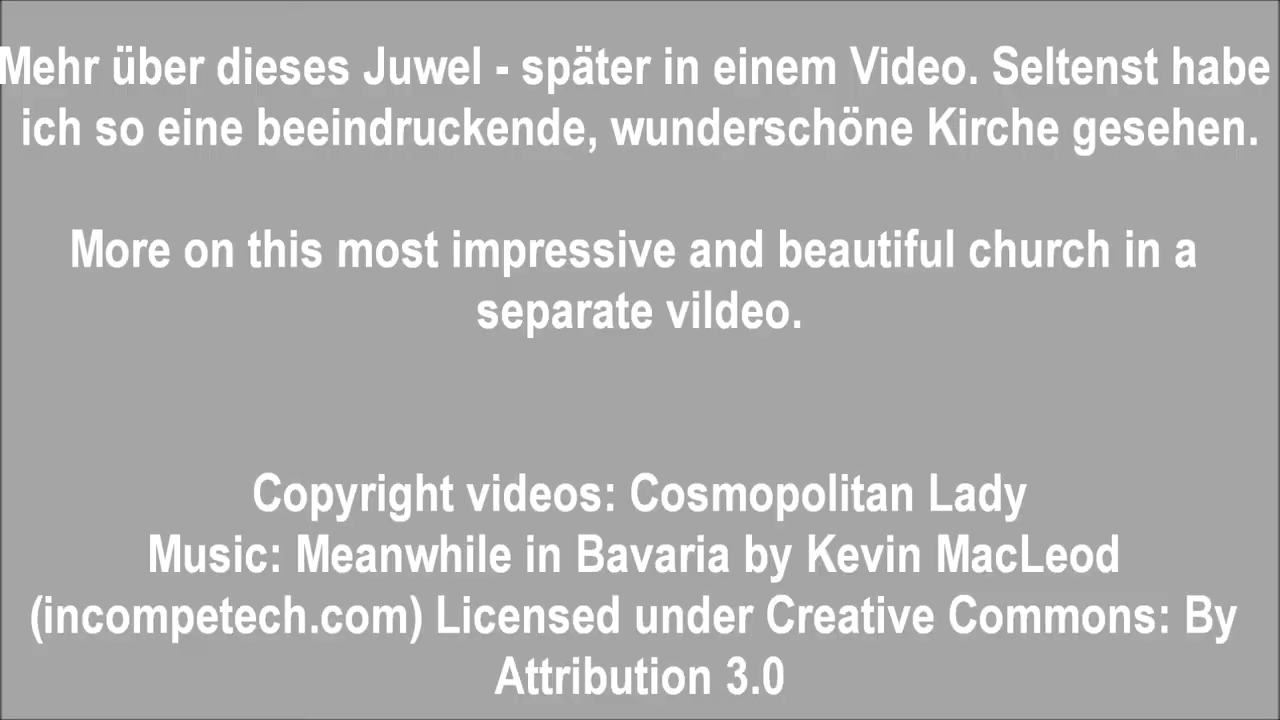 Mehr über dieses Juwel - später in einem Video. Seltenst habe
ich so eine beeindruckende, wunderschöne Kirche gesehen.
More on this most impressive and beautiful church in a
separate vildeo.
Copyright videos: Cosmopolitan Lady
Music: Meanwhile in Bavaria by Kevin MacLeod
(incompetech.com) Licensed under Creative Commons: By
Attribution 3.0